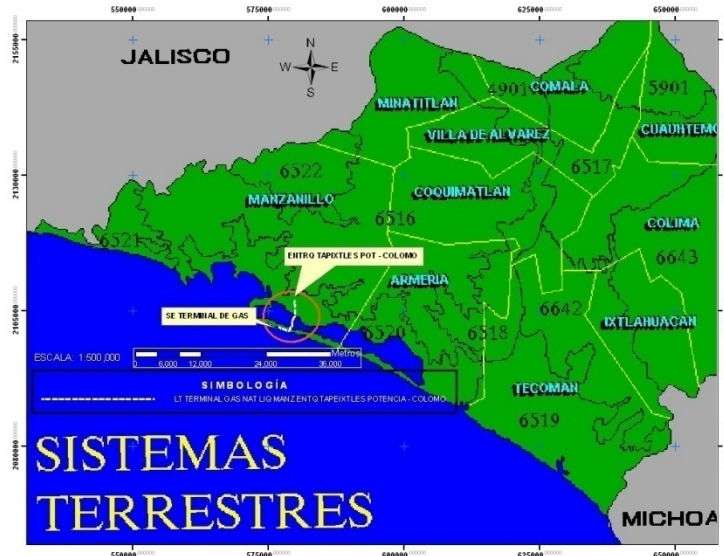 550000 575000 600000 625000 650000
2155000
JALISCO
N
W E
S
4901
COMALA
5901
MINATITLAN
VILLA DE ALVAREZ
CUAUHTEMO
2130000
6522
6517
MANZANILLO
COQUIMATLAN
6516
COLIMA
6521
6643
ENTRQ TAPIXTLES POT - COLOMO
ARMERIA
SE TERMINAL DE GAS
2105000
6520
6518
6642
IXTLAHUACAN
ESCALA: 1:500,000
Metros
0 6,000 12,000 24,000 36,000
SIMBOLOGÍA
LT TERMINAL GAS NAT LIQ MANZ ENTQ TAPEIXTLES POTENCIA - COLOMO
TECOMAN
6519
2080000
SISTEMAS
TERRESTRES
MICHOA
550000 575000 600000 625000 650000